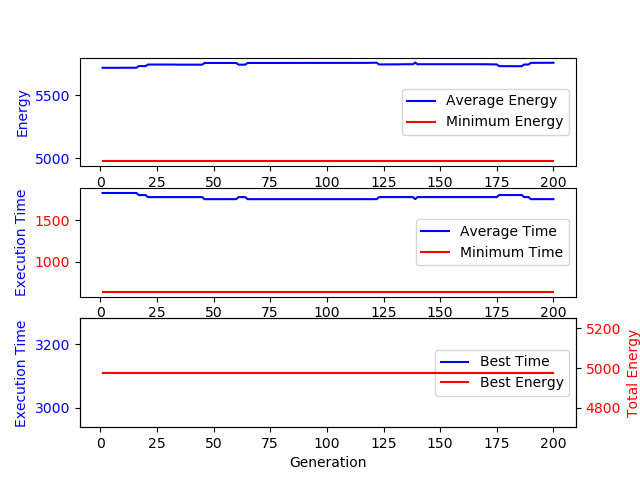 5500
5000
Energy
Average Energy
Minimum Energy
0 25 50 75 100 125 150 175 200
1500
1000
Execution Time
Average Time
Minimum Time
0 25 50 75 100 125 150 175 200
3200
3000
Execution Time
Best Time
Best Energy
5200
5000
4800
Total Energy
0 25 50 75 100 125 150 175 200
Generation